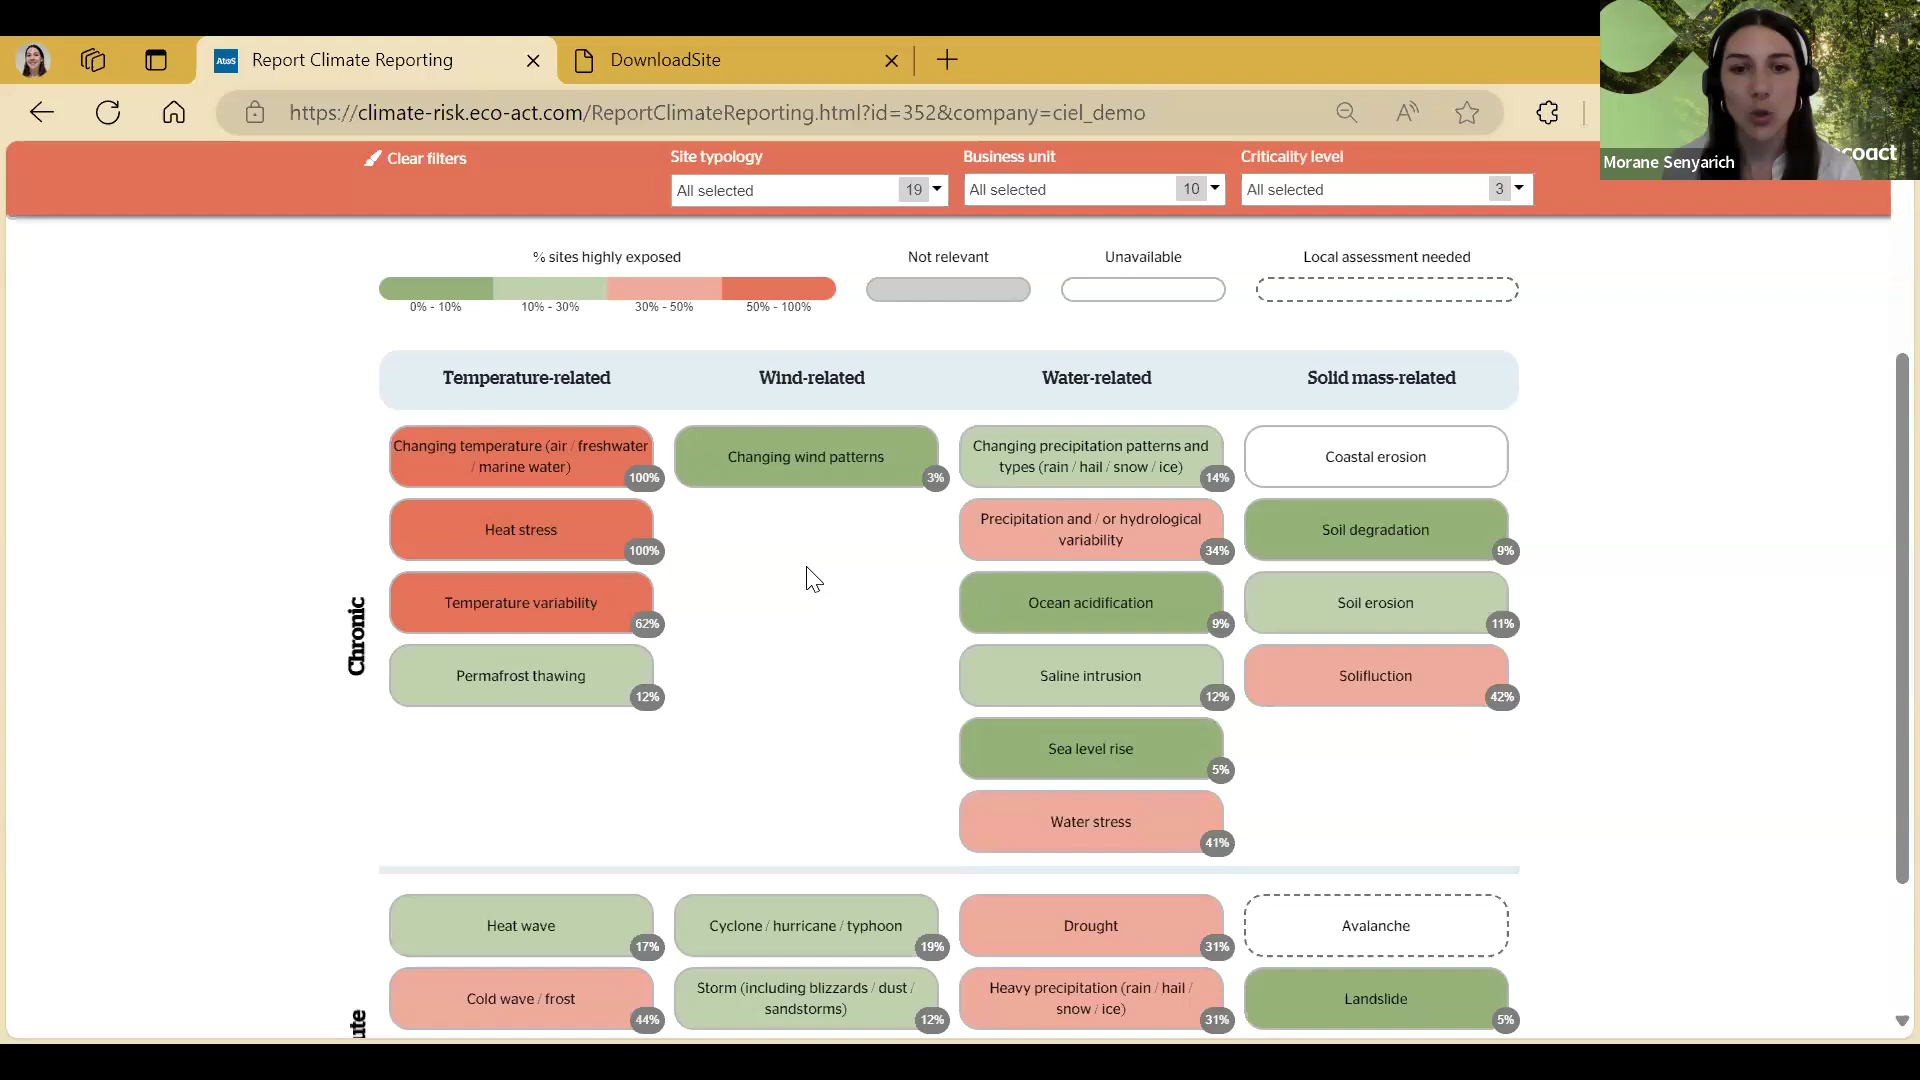 Atos
Report Climate Reporting
DownloadSite
https://climate-risk.eco-act.com/ReportClimateReporting.html?id=352&company=ciel_demo
Morane Senyarich
ecoact
Clear filters
Site typology
All selected
19
Business unit
All selected
10
Criticality level
All selected
3
% sites highly exposed
0% - 10%
10% - 30%
30% - 50%
50% - 100%
Not relevant
Unavailable
Local assessment needed
Temperature-related
Wind-related
Water-related
Solid mass-related
Chronic
Changing temperature (air / freshwater
/ marine water)
100%
Changing wind patterns
3%
Changing precipitation patterns and
types (rain / hail / snow / ice)
14%
Coastal erosion
Heat stress
100%
Precipitation and / or hydrological
variability
34%
Soil degradation
9%
Temperature variability
62%
Ocean acidification
9%
Soil erosion
11%
Permafrost thawing
12%
Saline intrusion
12%
Solifluction
42%
Sea level rise
5%
Water stress
41%
Heat wave
17%
Cyclone / hurricane / typhoon
19%
Drought
31%
Avalanche
Cold wave / frost
44%
Storm (including blizzards / dust /
sandstorms)
12%
Heavy precipitation (rain / hail /
snow / ice)
31%
Landslide
5%